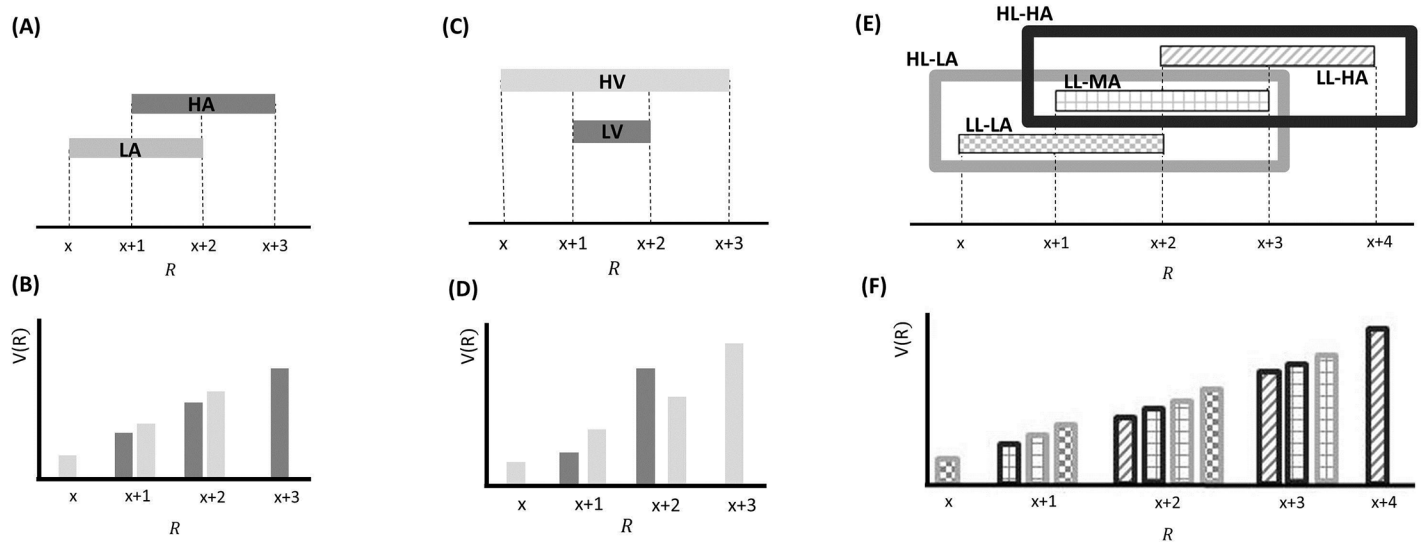 (A)
HA
LA
x x+1 x+2 x+3
R
(B)
V(R)
x x+1 x+2 x+3
R
(C)
HV
LV
x x+1 x+2 x+3
R
(D)
x x+1 x+2 x+3
R
(E)
HL-HA
HL-LA
LL-HA
LL-MA
LL-LA
x x+1 x+2 x+3 x+4
R
(F)
V(R)
x x+1 x+2 x+3 x+4
R